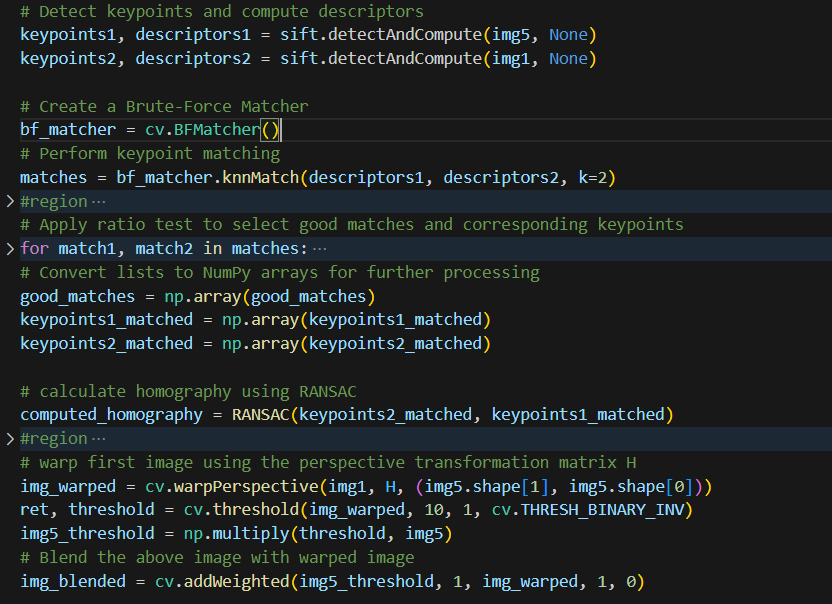 # Detect keypoints and compute descriptors
keypoints1, descriptors1 = sift.detectAndCompute(img5, None)
keypoints2, descriptors2 = sift.detectAndCompute(img1, None)
# Create a Brute-Force Matcher
bf_matcher = cv.BFMatcher()
# Perform keypoint matching
matches = bf_matcher.knnMatch(descriptors1, descriptors2, k=2)
#region ···
# Apply ratio test to select good matches and corresponding keypoints
for match1, match2 in matches: ···
# Convert lists to NumPy arrays for further processing
good_matches = np.array(good_matches)
keypoints1_matched = np.array(keypoints1_matched)
keypoints2_matched = np.array(keypoints2_matched)
# calculate homography using RANSAC
computed_homography = RANSAC(keypoints2_matched, keypoints1_matched)
#region ···
# warp first image using the perspective transformation matrix H
img_warped = cv.warpPerspective(img1, H, (img5.shape[1], img5.shape[0]))
ret, threshold = cv.threshold(img_warped, 10, 1, cv.THRESH_BINARY_INV)
img5_threshold = np.multiply(threshold, img5)
# Blend the above image with warped image
img_blended = cv.addWeighted(img5_threshold, 1, img_warped, 1, 0)